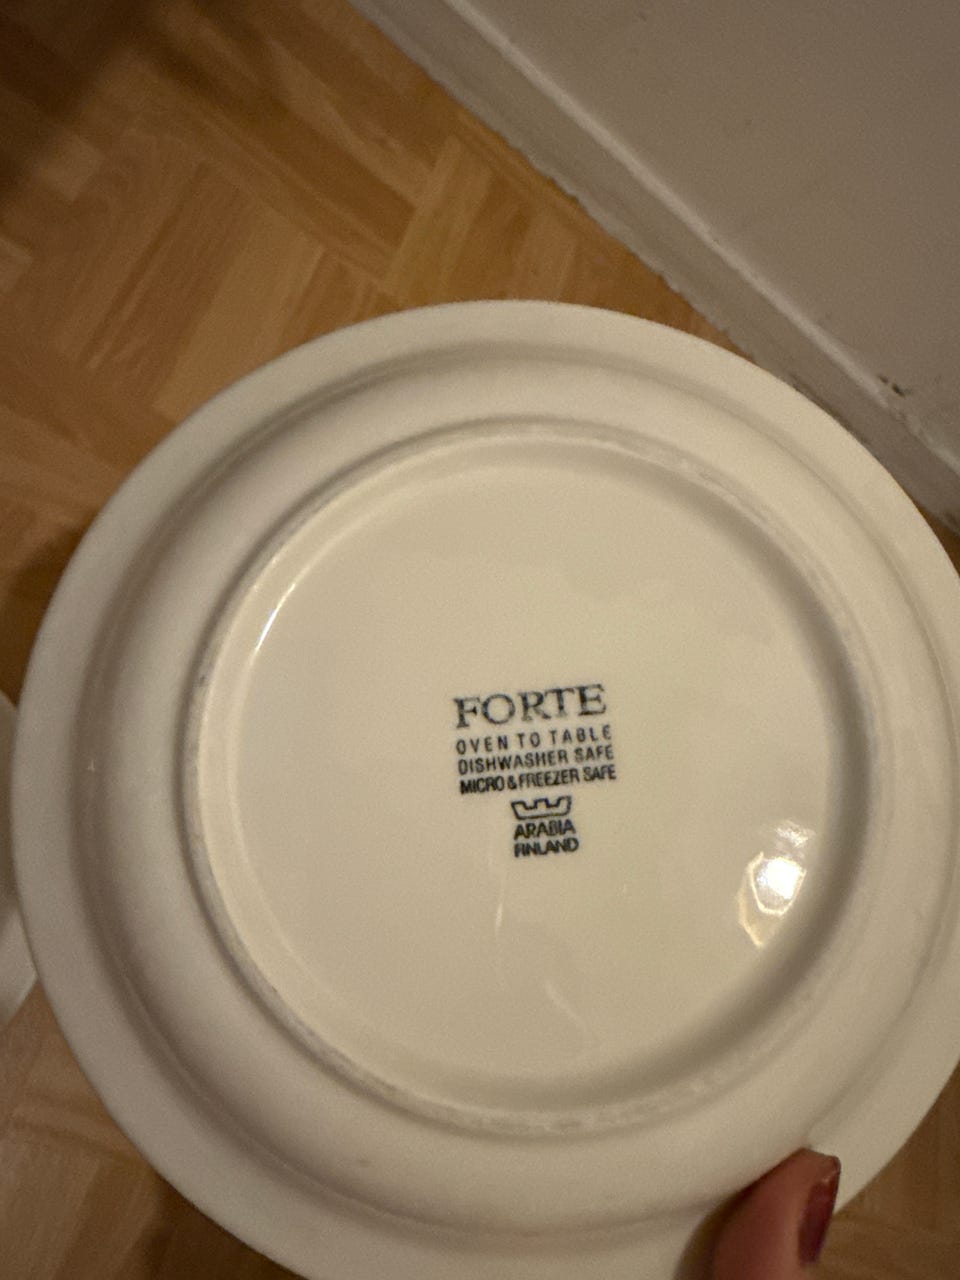 FORTE
OVEN TO TABLE
DISHWASHER SAFE
MICRO & FREEZER SAFE
ARABIA
FINLAND